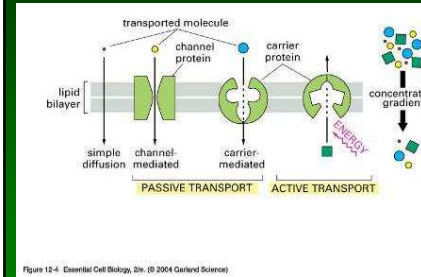 transported molecule
channel
protein
carrier
protein
lipid
bilayer
concentrat
gradien
ENERGY
simple
diffusion
channel-
mediated
carrier-
mediated
PASSIVE TRANSPORT
ACTIVE TRANSPORT
Figure 12-4 Essential Cell Biology, 2/e. (© 2004 Garland Science)